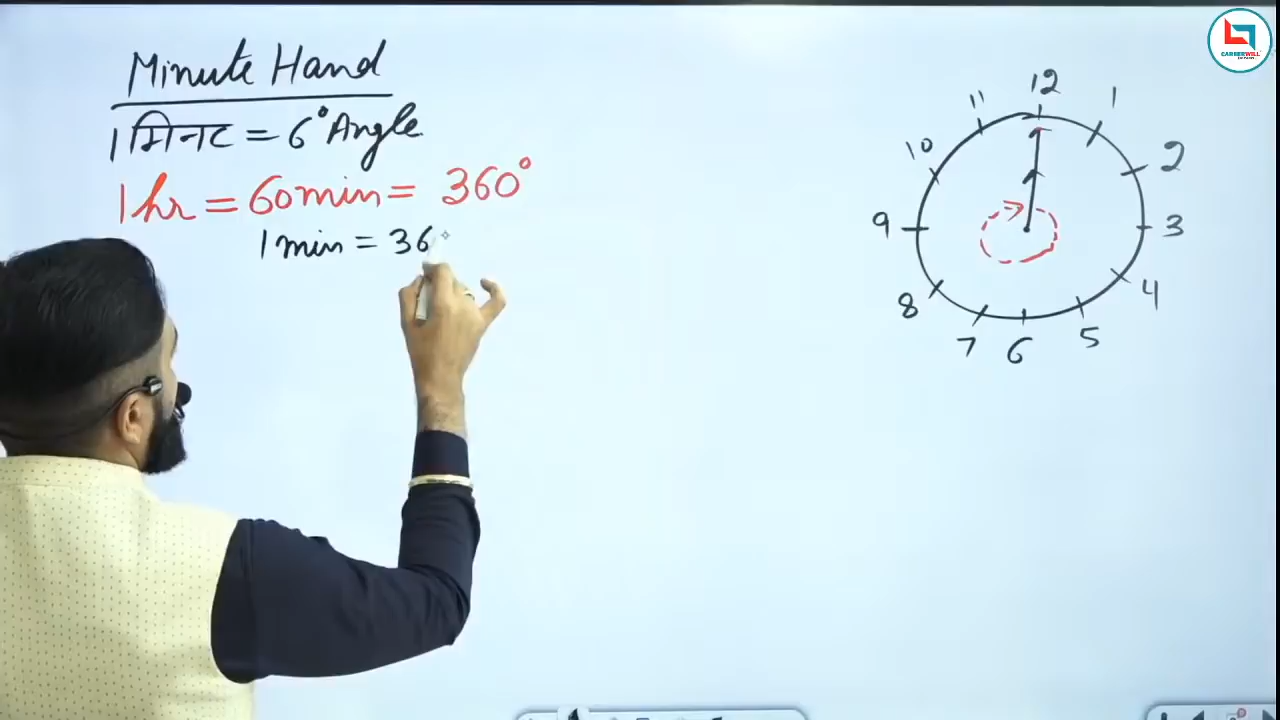 Minute Hand
1 मिनट = 6° Angle
1 hr = 60 min = 360°
1 min = 36
12
11
1
10
2
9
3
8
4
7
6
5
CAREERWILL